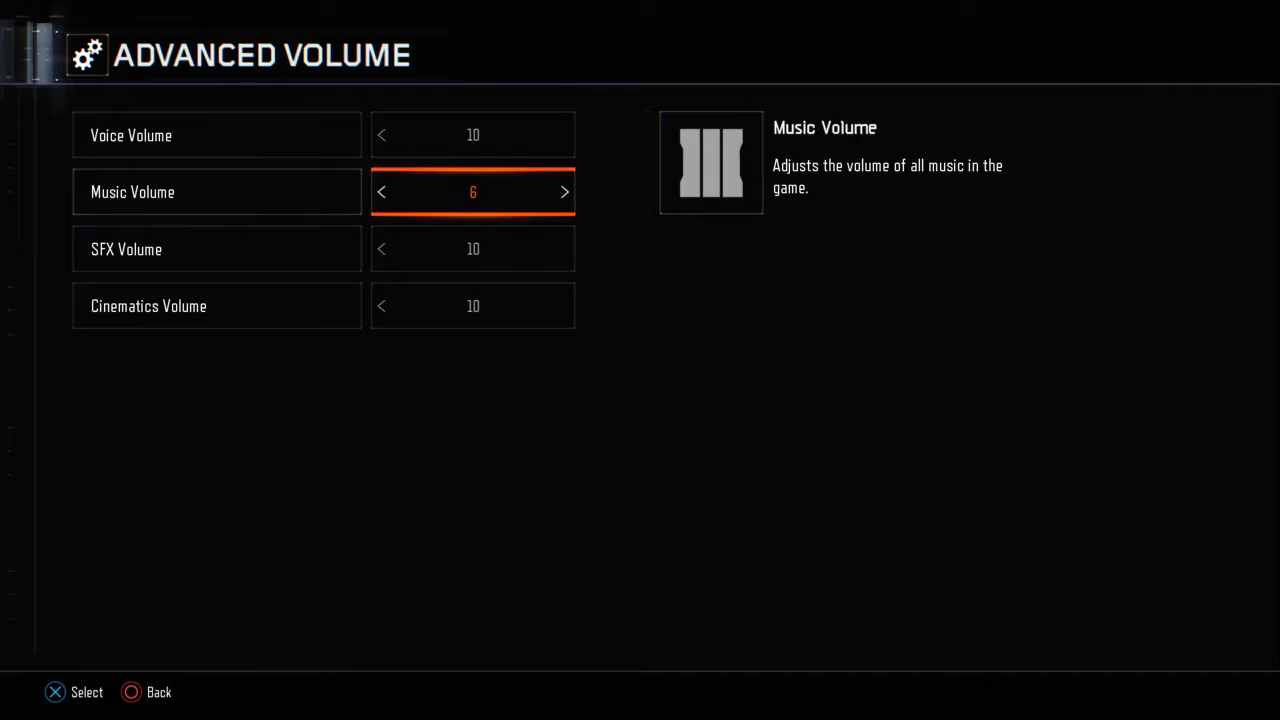 ADVANCED VOLUME
Voice Volume < 10
Music Volume < 6 >
SFX Volume < 10
Cinematics Volume < 10
Music Volume
Adjusts the volume of all music in the
game.
Select Back